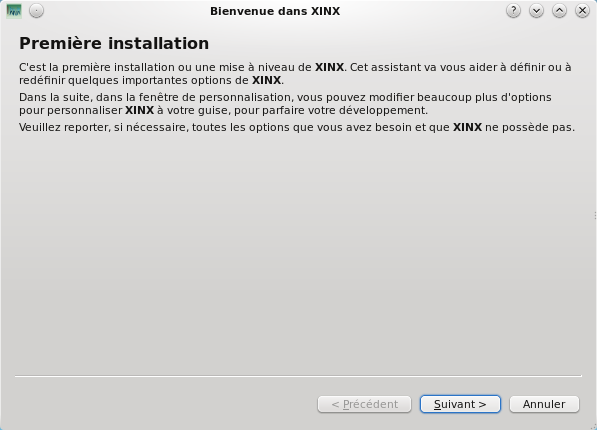 Bienvenue dans XINX
Première installation
C'est la première installation ou une mise à niveau de XINX. Cet assistant va vous aider à définir ou à
redéfinir quelques importantes options de XINX.
Dans la suite, dans la fenêtre de personnalisation, vous pouvez modifier beaucoup plus d'options
pour personnaliser XINX à votre guise, pour parfaire votre développement.
Veuillez reporter, si nécessaire, toutes les options que vous avez besoin et que XINX ne possède pas.
< Précédent
Suivant >
Annuler